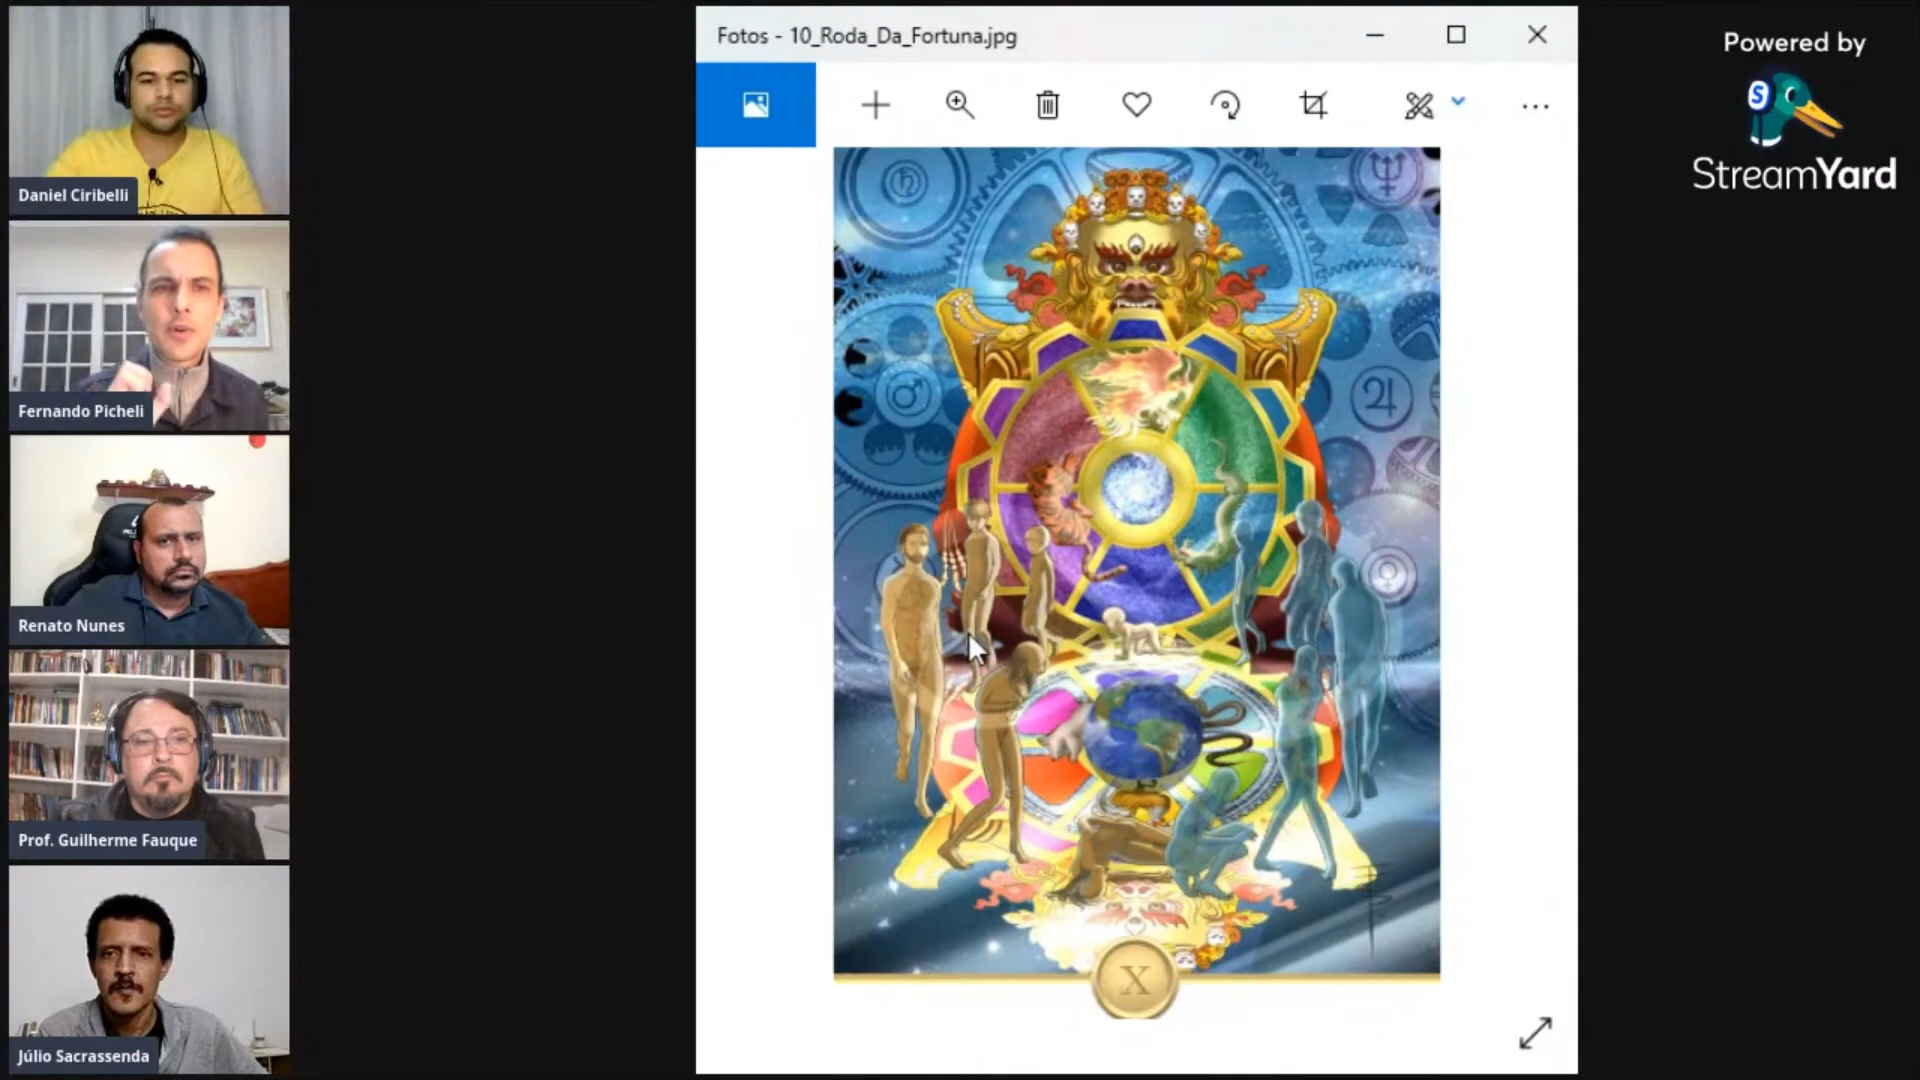 Daniel Ciribelli
Fernando Picheli
Renato Nunes
Prof. Guilherme Fauque
Júlio Sacrassenda
Fotos - 10_Roda_Da_Fortuna.jpg
X
Powered by
S
StreamYard